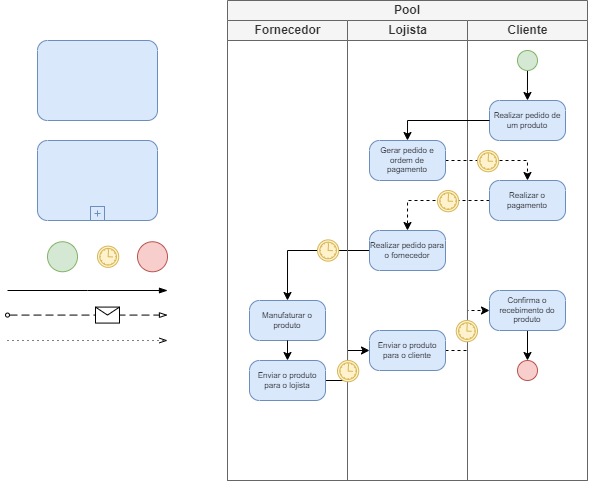 Pool
Fornecedor
Lojista
Cliente
Realizar pedido de
um produto
Gerar pedido e
ordem de
pagamento
Realizar o
pagamento
Realizar pedido para
o fornecedor
Manufaturar o
produto
Confirma o
recebimento do
produto
Enviar o produto
para o cliente
Enviar o produto
para o lojista